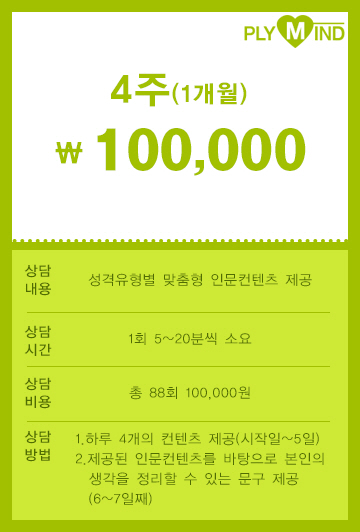 PLY MIND
4주(1개월)
₩ 100,000
상담
내용
성격유형별 맞춤형 인문컨텐츠 제공
상담
시간
1회 5~20분씩 소요
상담
비용
총 88회 100,000원
상담
방법
1.하루 4개의 컨텐츠 제공(시작일~5일)
2.제공된 인문컨텐츠를 바탕으로 본인의
생각을 정리할 수 있는 문구 제공
(6~7일째)